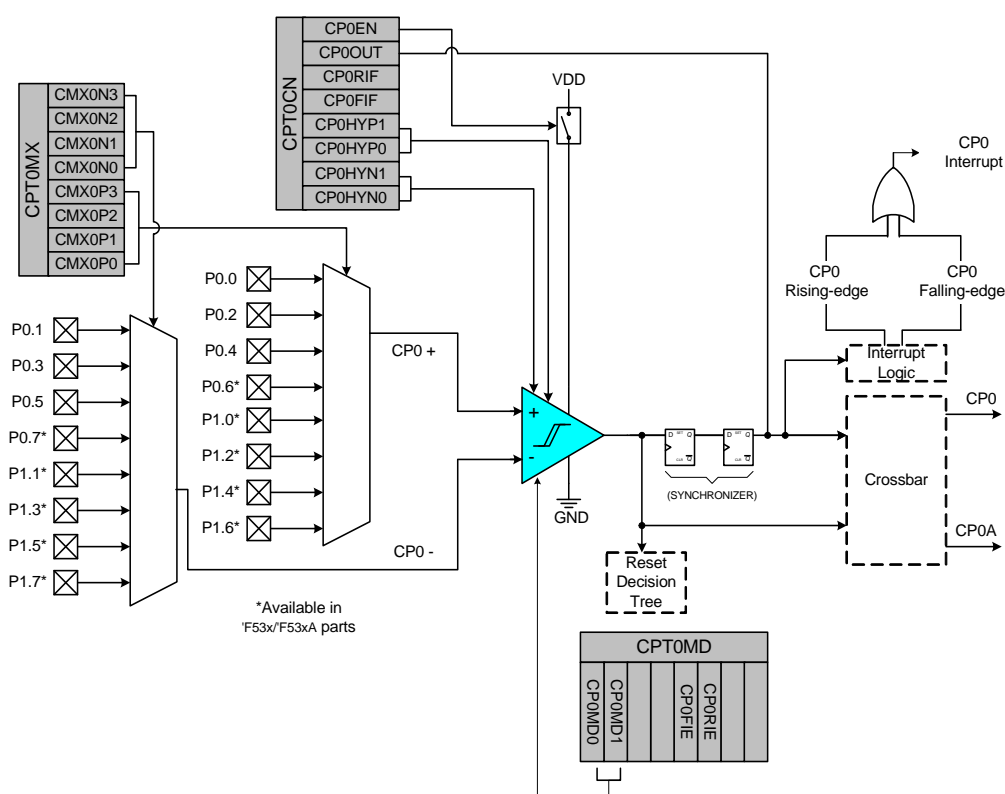 CPT0CN
CP0EN
CP0OUT
CP0RIF
CP0FIF
CP0HYP1
CP0HYP0
CP0HYN1
CP0HYN0
VDD
CPT0MX
CMX0N3
CMX0N2
CMX0N1
CMX0N0
CMX0P3
CMX0P2
CMX0P1
CMX0P0
CP0
Interrupt
CP0
Rising-edge
CP0
Falling-edge
P0.0
P0.2
P0.4
P0.6*
P1.0*
P1.2*
P1.4*
P1.6*
P0.1
P0.3
P0.5
P0.7*
P1.1*
P1.3*
P1.5*
P1.7*
CP0 +
CP0 -
+
-
GND
D SET Q
CLR Q
D SET Q
CLR Q
(SYNCHRONIZER)
Interrupt
Logic
Crossbar
CP0
CP0A
Reset
Decision
Tree
*Available in
'F53x/'F53xA parts
CPT0MD
CP0MD0
CP0MD1
CP0FIE
CP0RIE